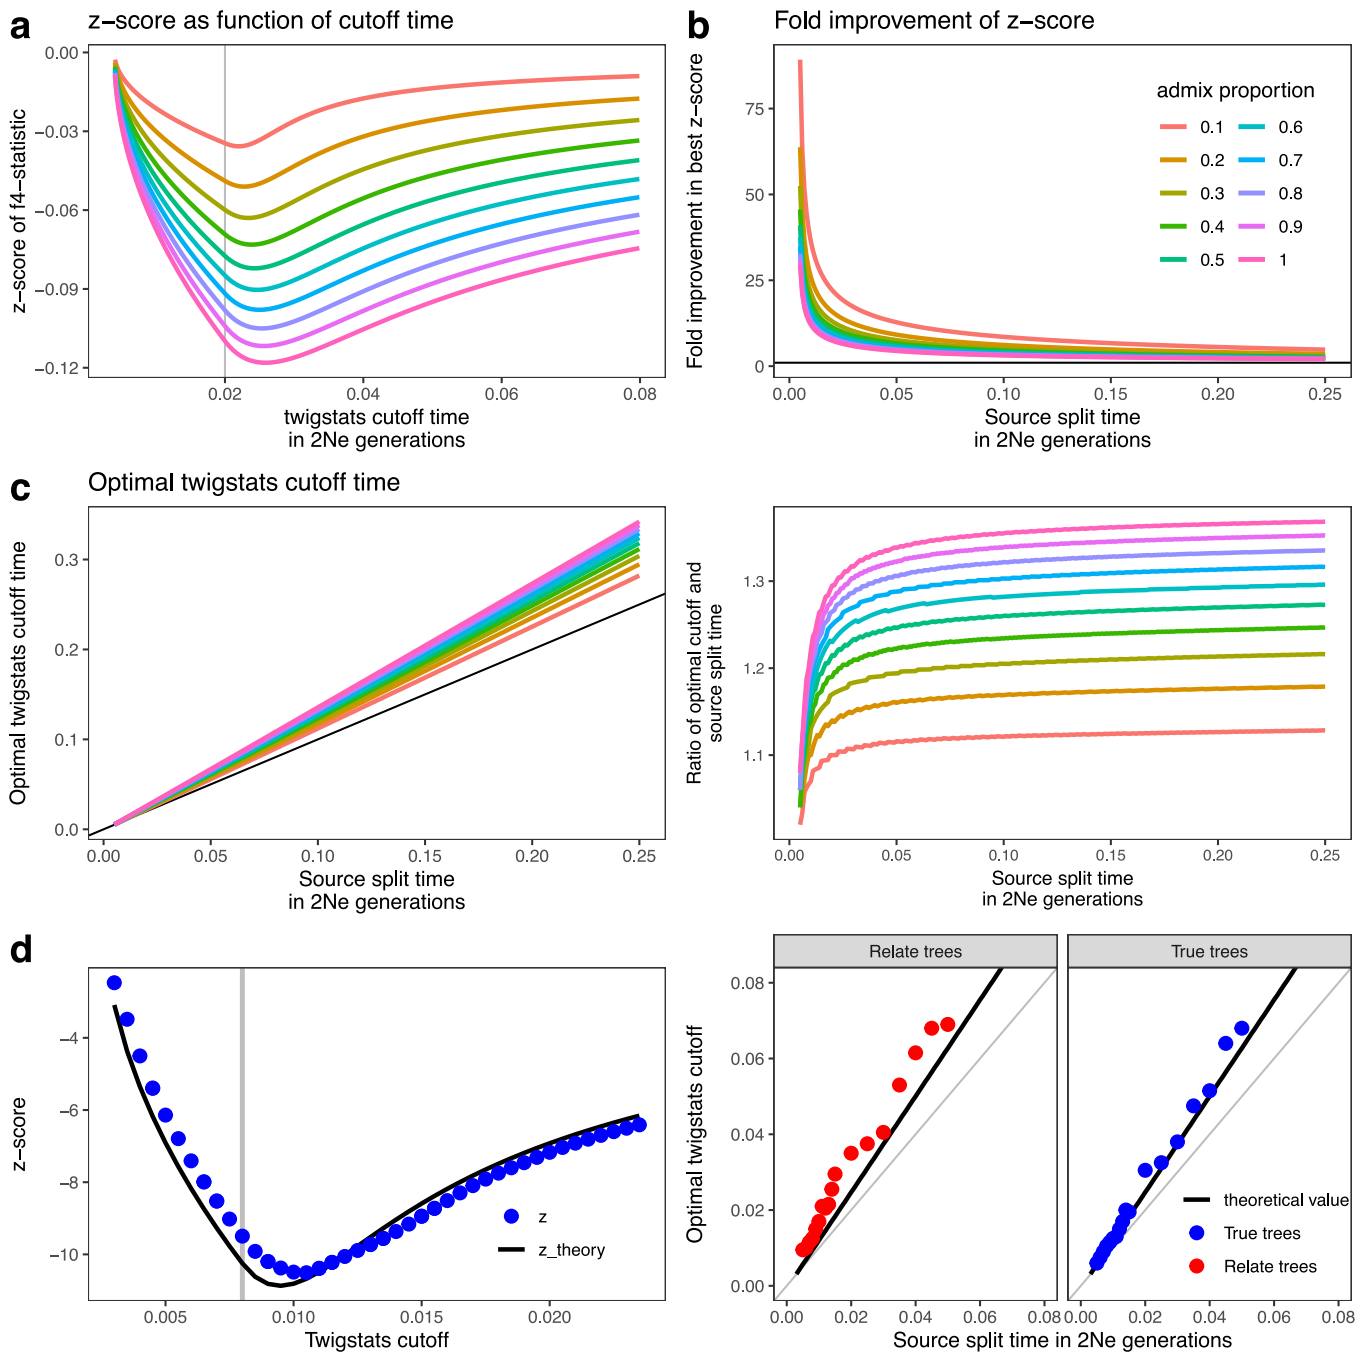 a
z−score as function of cutoff time
z−score of f4−statistic
0.00
−0.03
−0.06
−0.09
−0.12
0.02
0.04
0.06
0.08
twigstats cutoff time
in 2Ne generations
b
Fold improvement of z−score
Fold improvement in best z−score
75
50
25
0
admix proportion
0.1
0.2
0.3
0.4
0.5
0.6
0.7
0.8
0.9
1
0.00
0.05
0.10
0.15
0.20
0.25
Source split time
in 2Ne generations
c
Optimal twigstats cutoff time
Optimal twigstats cutoff time
0.3
0.2
0.1
0.0
0.00
0.05
0.10
0.15
0.20
0.25
Source split time
in 2Ne generations
Ratio of optimal cutoff and
source split time
1.3
1.2
1.1
0.00
0.05
0.10
0.15
0.20
0.25
Source split time
in 2Ne generations
d
z−score
−4
−6
−8
−10
z
z_theory
0.005
0.010
0.015
0.020
Twigstats cutoff
Relate trees
True trees
Optimal twigstats cutoff
0.08
0.06
0.04
0.02
0.00
theoretical value
True trees
Relate trees
0.00
0.02
0.04
0.06
0.08
0.00
0.02
0.04
0.06
0.08
Source split time in 2Ne generations